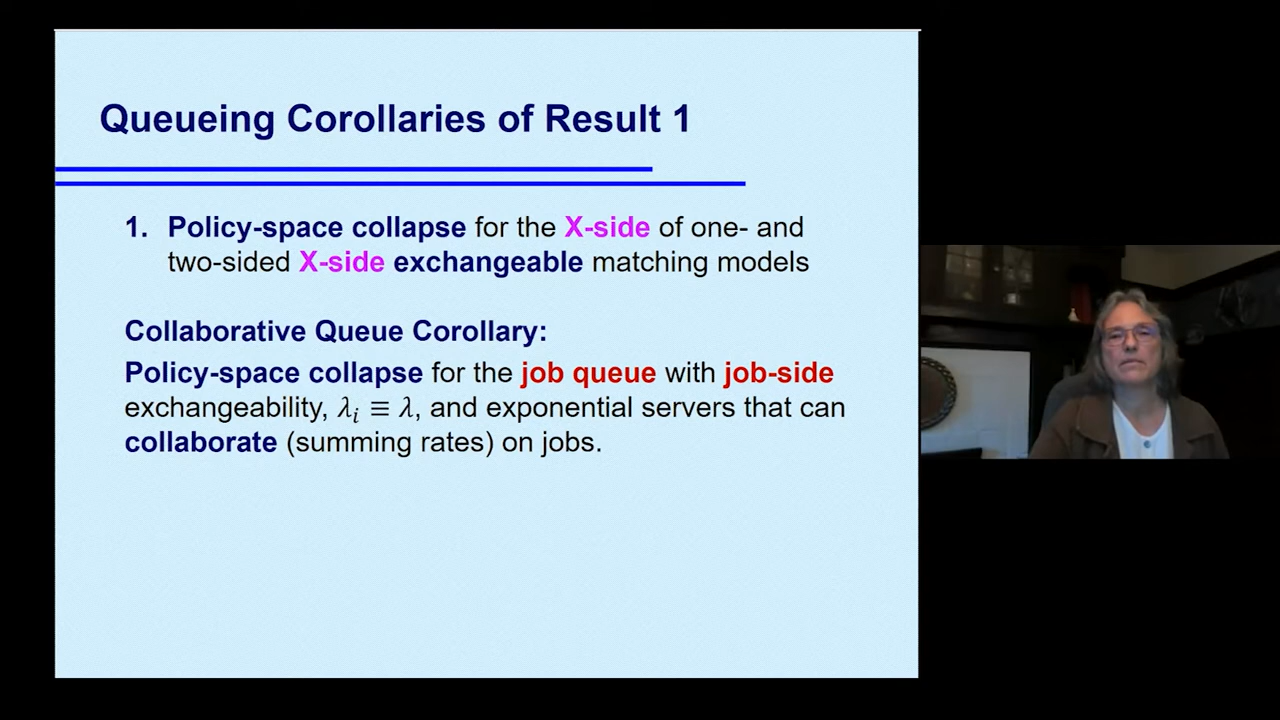 Queueing Corollaries of Result 1
1. Policy-space collapse for the X-side of one- and
two-sided X-side exchangeable matching models
Collaborative Queue Corollary:
Policy-space collapse for the job queue with job-side
exchangeability, λᵢ ≡ λ, and exponential servers that can
collaborate (summing rates) on jobs.